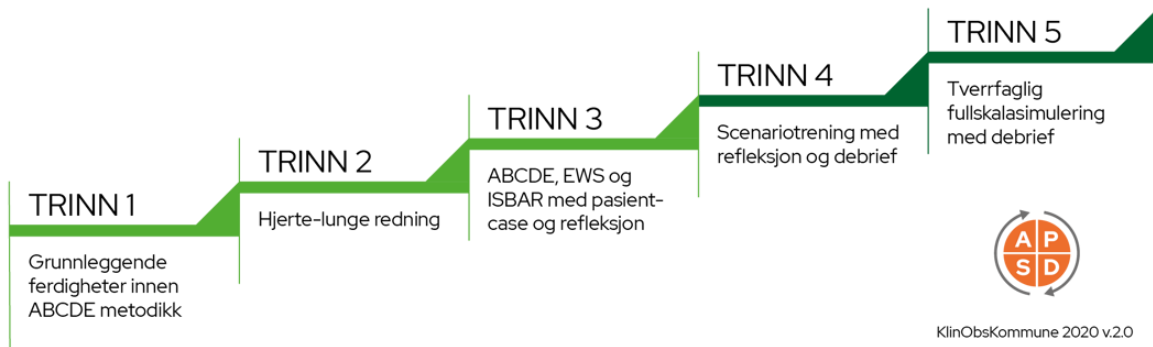 TRINN 1
Grunnleggende
ferdigheter innen
ABCDE metodikk
TRINN 2
Hjerte-lunge redning
TRINN 3
ABCDE, EWS og
ISBAR med pasient-
case og refleksjon
TRINN 4
Scenariotrening med
refleksjon og debrief
TRINN 5
Tverrfaglig
fullskalasimulering
med debrief
A P
S D
KlinObsKommune 2020 v.2.0